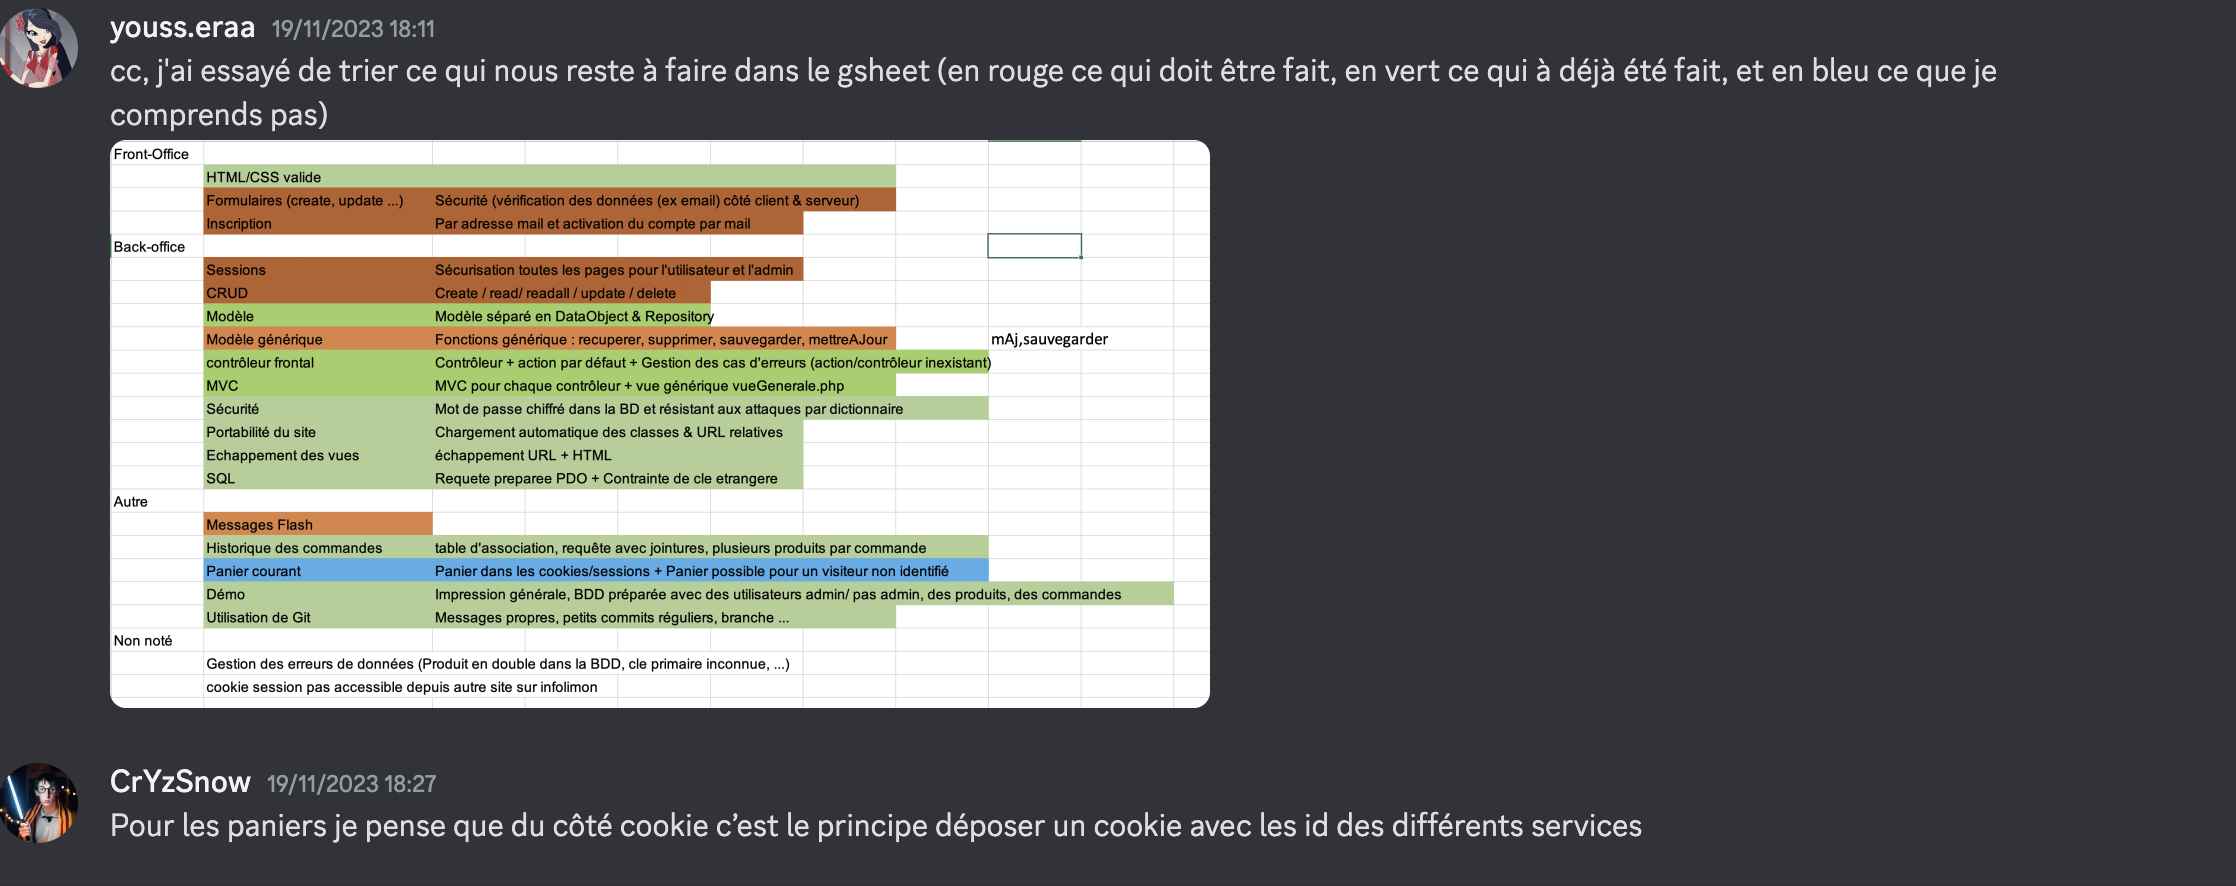 youss.eraa 19/11/2023 18:11
cc, j'ai essayé de trier ce qui nous reste à faire dans le gsheet (en rouge ce qui doit être fait, en vert ce qui à déjà été fait, et en bleu ce que je
comprends pas)
Front-Office
HTML/CSS valide
Formulaires (create, update ...) Sécurité (vérification des données (ex email) côté client & serveur)
Inscription Par adresse mail et activation du compte par mail
Back-office
Sessions Sécurisation toutes les pages pour l'utilisateur et l'admin
CRUD Create / read/ readall / update / delete
Modèle Modèle séparé en DataObject & Repository
Modèle générique Fonctions générique : recuperer, supprimer, sauvegarder, mettreAJour mAj,sauvegarder
contrôleur frontal Contrôleur + action par défaut + Gestion des cas d'erreurs (action/contrôleur inexistant)
MVC MVC pour chaque contrôleur + vue générique vueGenerale.php
Sécurité Mot de passe chiffré dans la BD et résistant aux attaques par dictionnaire
Portabilité du site Chargement automatique des classes & URL relatives
Echappement des vues échappement URL + HTML
SQL Requete preparee PDO + Contrainte de cle etrangere
Autre
Messages Flash
Historique des commandes table d'association, requête avec jointures, plusieurs produits par commande
Panier courant Panier dans les cookies/sessions + Panier possible pour un visiteur non identifié
Démo Impression générale, BDD préparée avec des utilisateurs admin/ pas admin, des produits, des commandes
Utilisation de Git Messages propres, petits commits réguliers, branche ...
Non noté
Gestion des erreurs de données (Produit en double dans la BDD, cle primaire inconnue, ...)
cookie session pas accessible depuis autre site sur infolimon
CrYzSnow 19/11/2023 18:27
Pour les paniers je pense que du côté cookie c’est le principe déposer un cookie avec les id des différents services